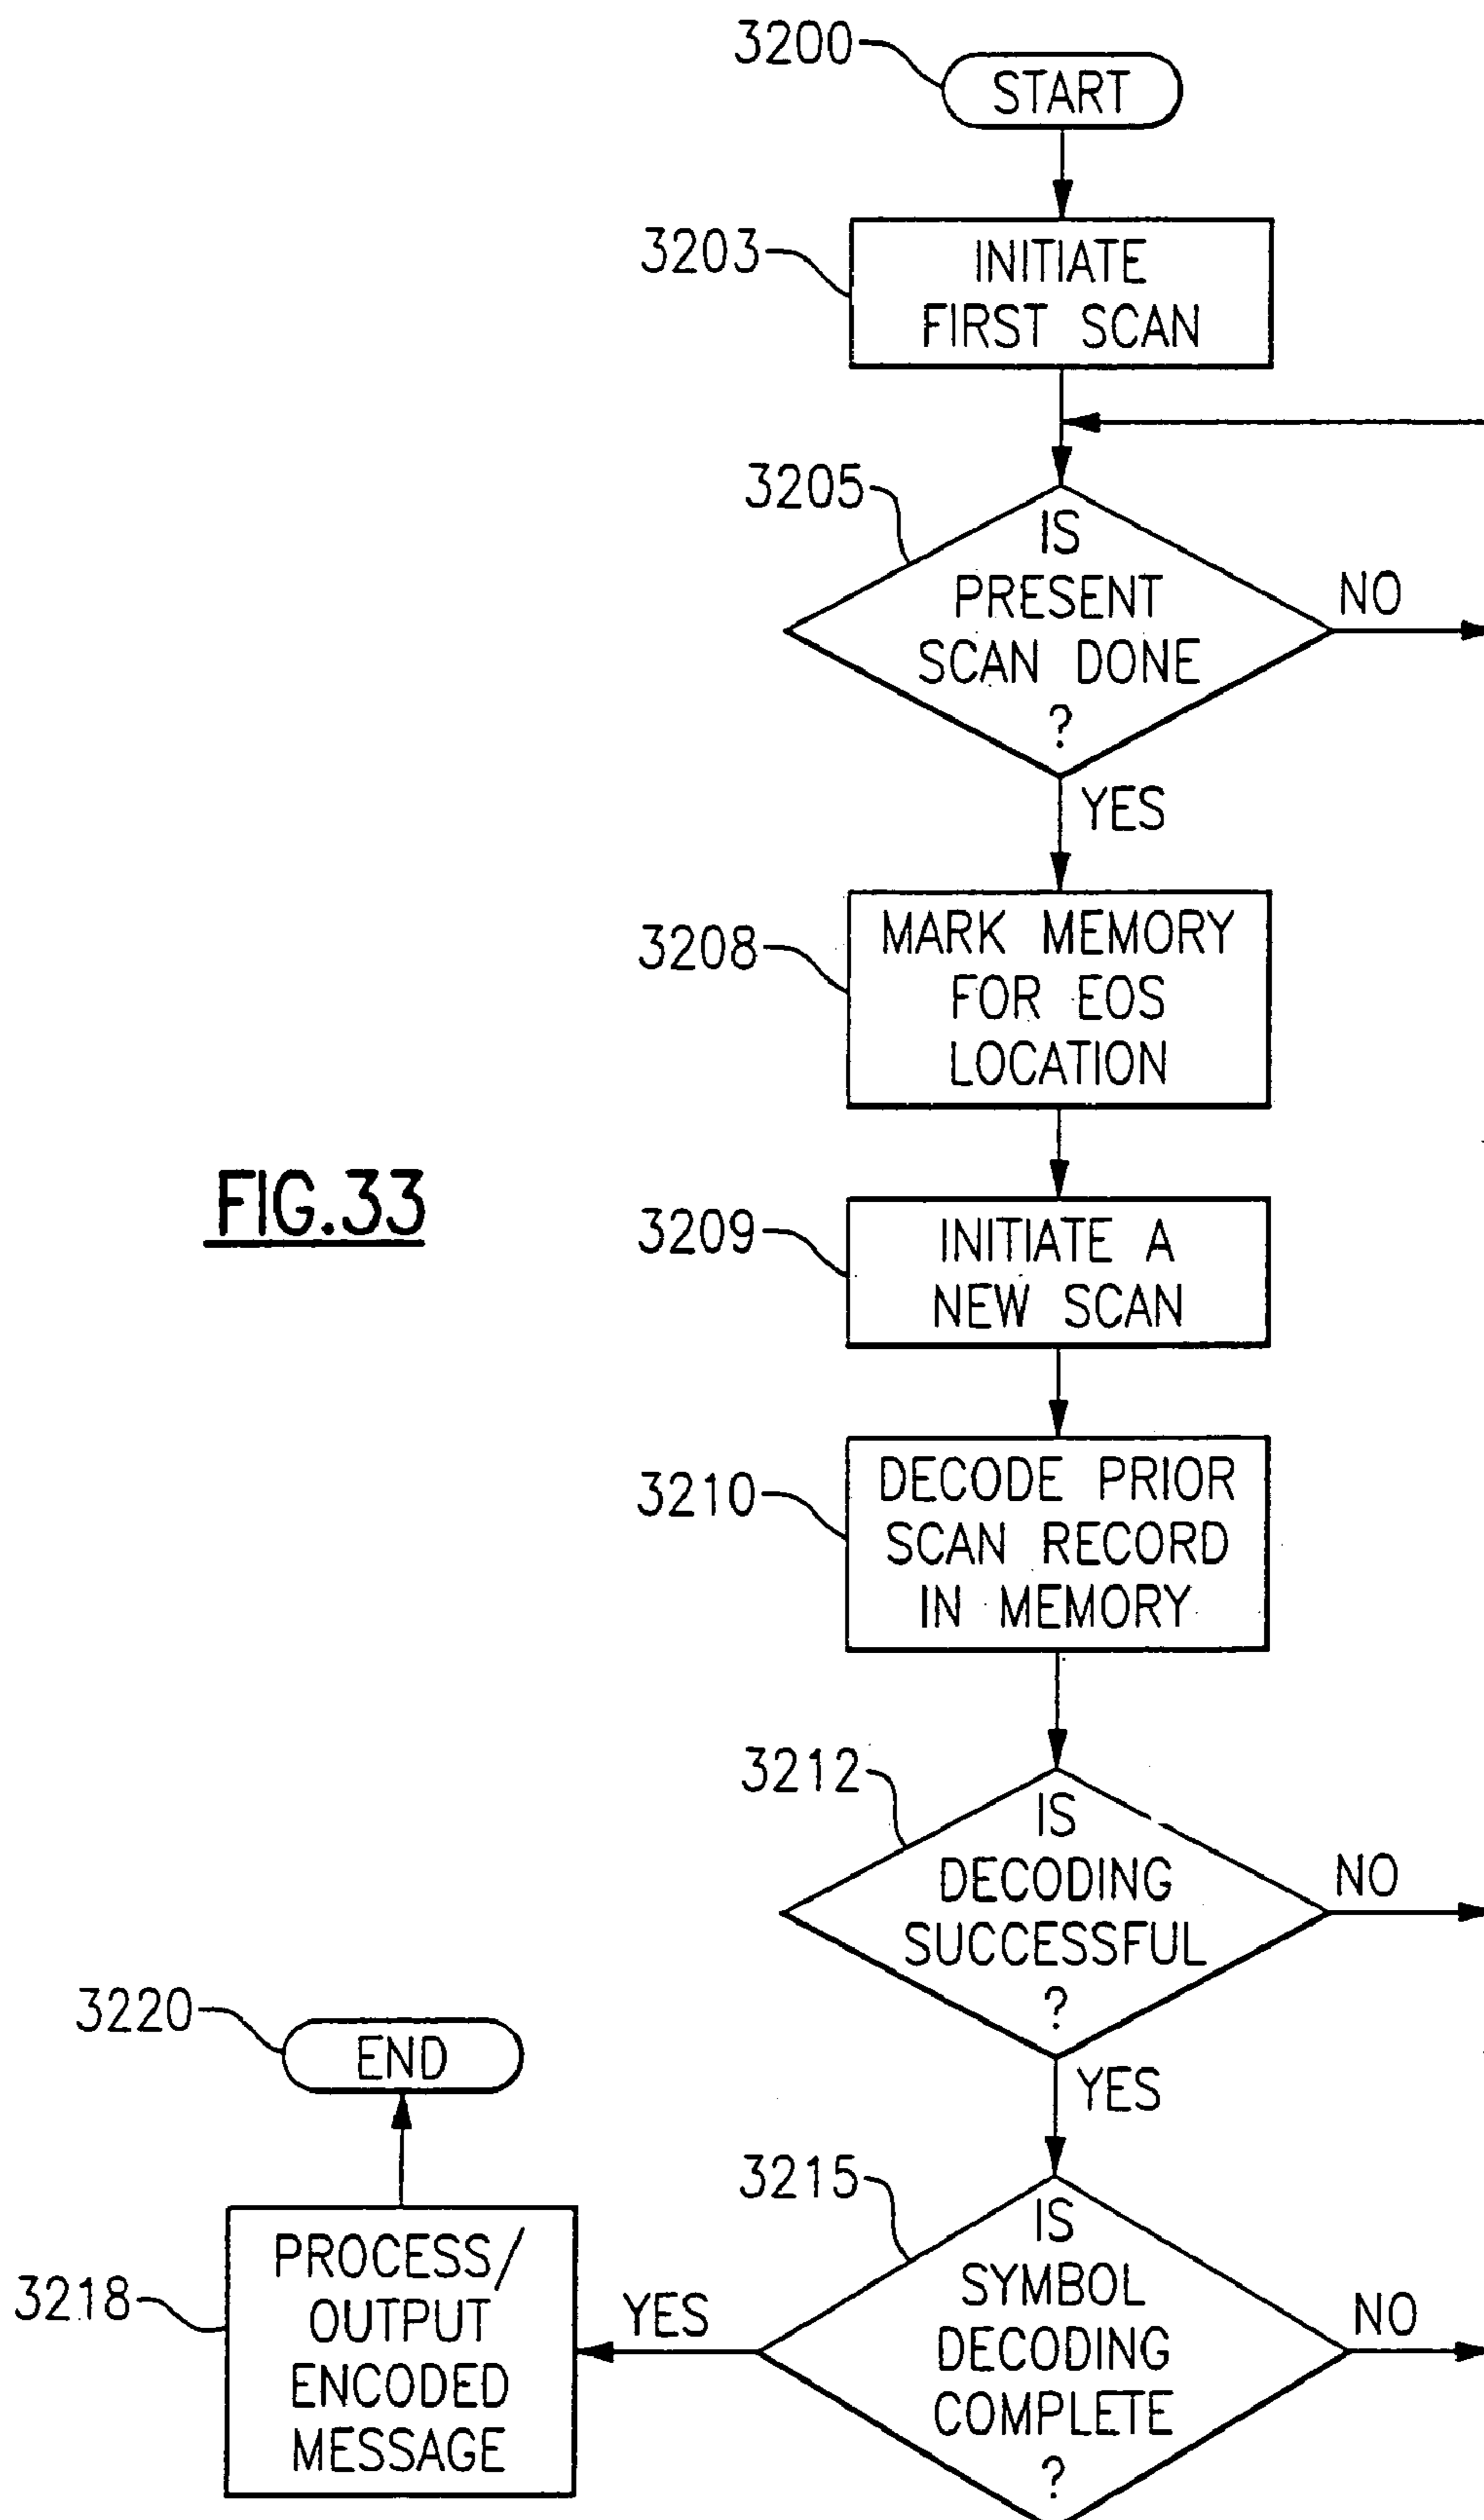 3200
START
3203
INITIATE
FIRST SCAN
3205
IS
PRESENT
SCAN DONE
?
NO
YES
3208
MARK MEMORY
FOR EOS
LOCATION
FIG.33
3209
INITIATE A
NEW SCAN
3210
DECODE PRIOR
SCAN RECORD
IN MEMORY
3212
IS
DECODING
SUCCESSFUL
?
NO
YES
3220
END
3215
IS
SYMBOL
DECODING
COMPLETE
?
NO
YES
3218
PROCESS/
OUTPUT
ENCODED
MESSAGE